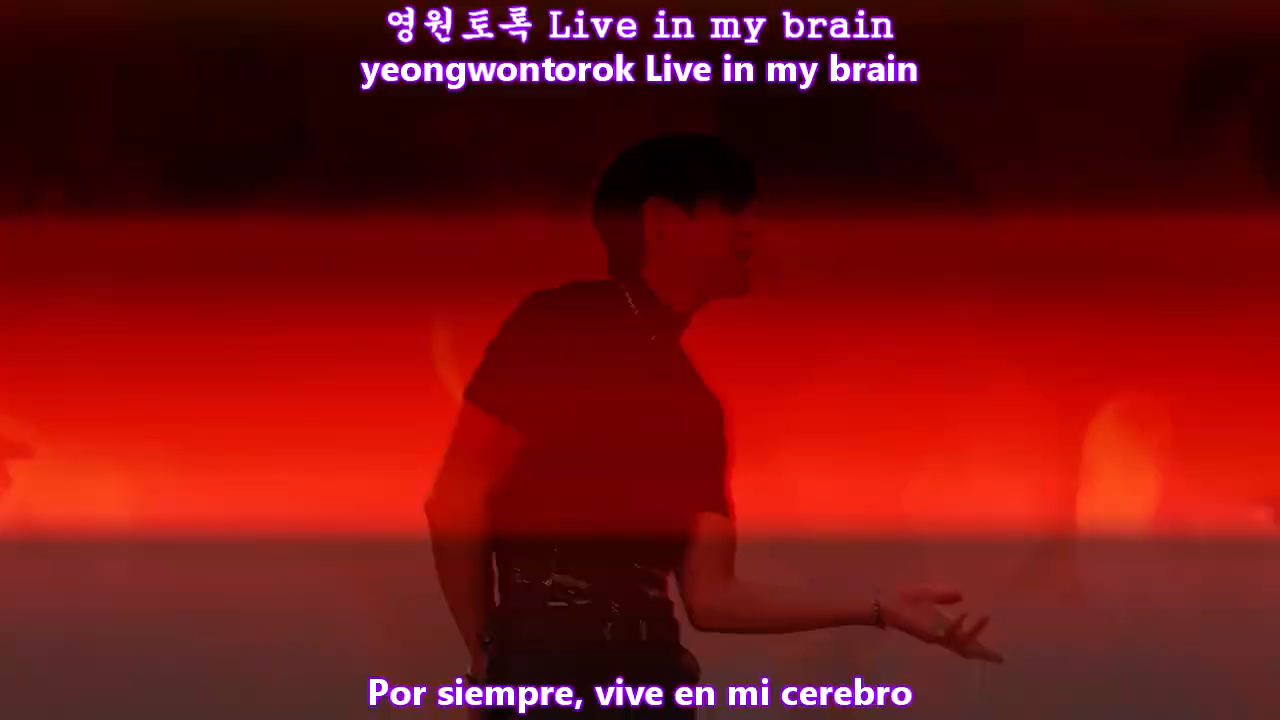 영원토록 Live in my brain
yeongwontorok Live in my brain
Por siempre, vive en mi cerebro